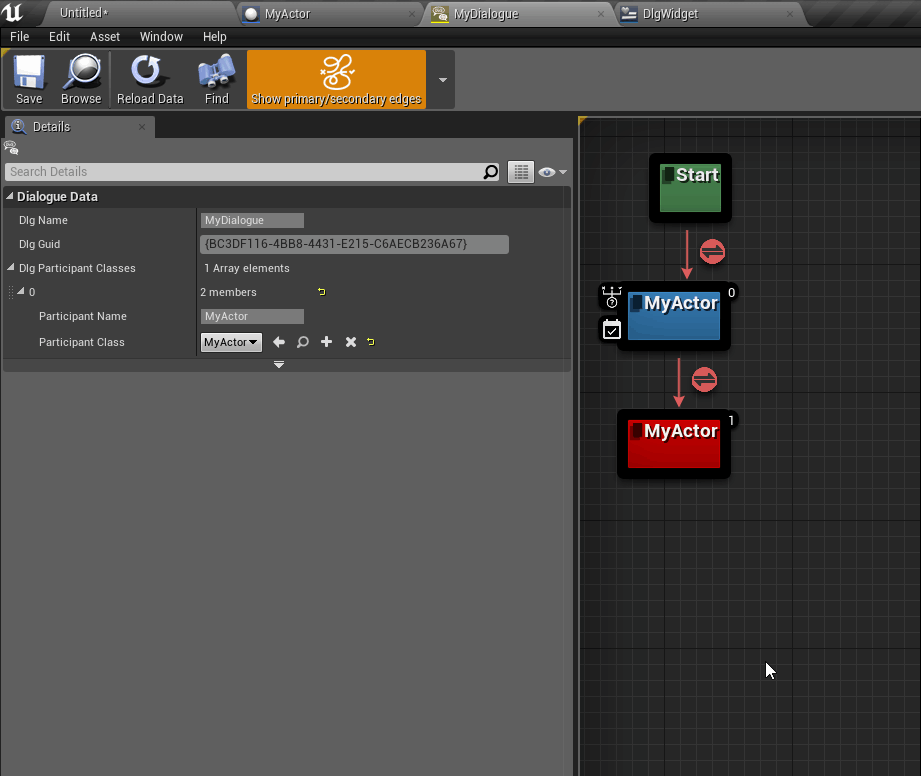 Untitled*
MyActor
MyDialogue
DlgWidget
File Edit Asset Window Help
Save Browse Reload Data Find Show primary/secondary edges
Details
Search Details
Dialogue Data
Dlg Name MyDialogue
Dlg Guid {BC3DF116-4BB8-4431-E215-C6AECB236A67}
Dlg Participant Classes 1 Array elements
0 2 members
Participant Name MyActor
Participant Class MyActor
Start
MyActor 0
MyActor 1